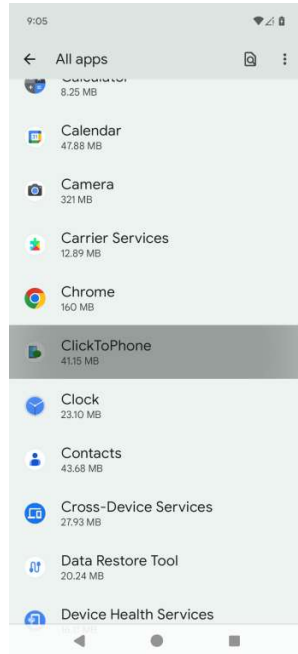 9:05
All apps
Calculator
8.25 MB
Calendar
47.88 MB
Camera
321 MB
Carrier Services
12.89 MB
Chrome
160 MB
ClickToPhone
41.15 MB
Clock
23.10 MB
Contacts
43.68 MB
Cross-Device Services
27.93 MB
Data Restore Tool
20.24 MB
Device Health Services